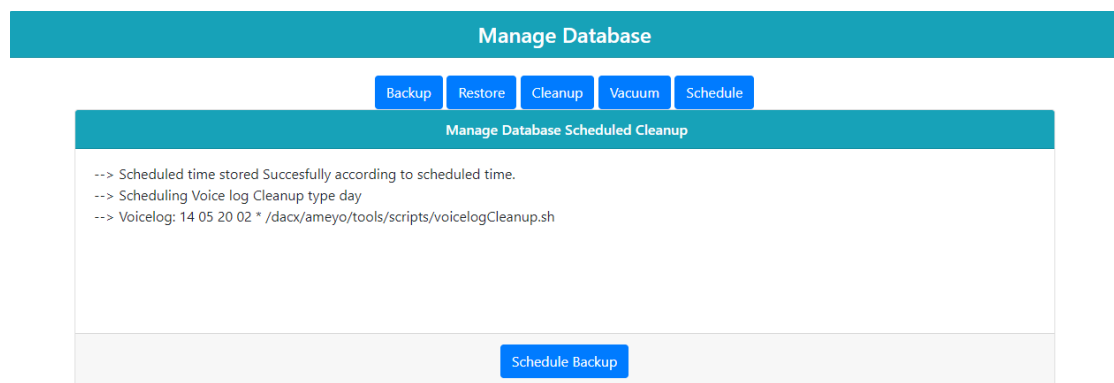 Manage Database
Backup Restore Cleanup Vacuum Schedule
Manage Database Scheduled Cleanup
--> Scheduled time stored Succesfully according to scheduled time.
--> Scheduling Voice log Cleanup type day
--> Voicelog: 14 05 20 02 * /dacx/ameyo/tools/scripts/voicelogCleanup.sh
Schedule Backup